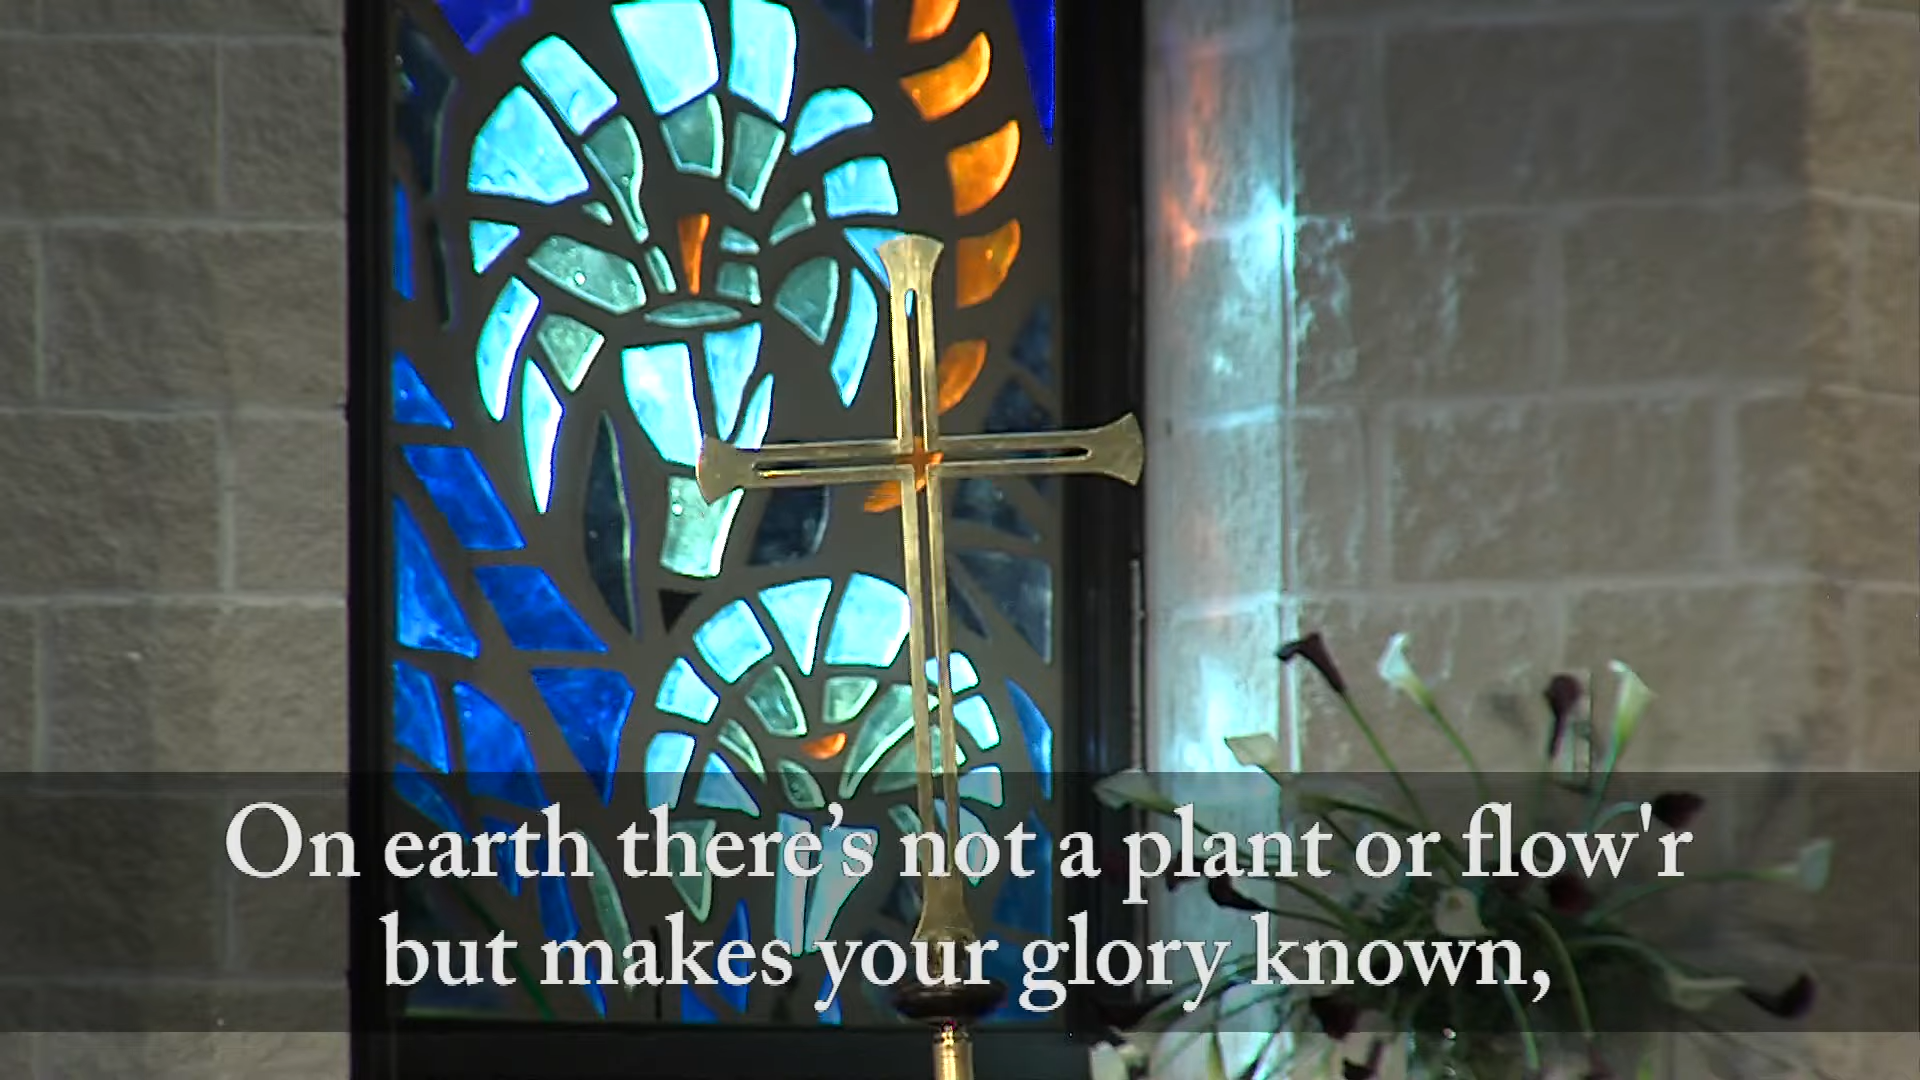 On earth there’s not a plant or flow'r
but makes your glory known,